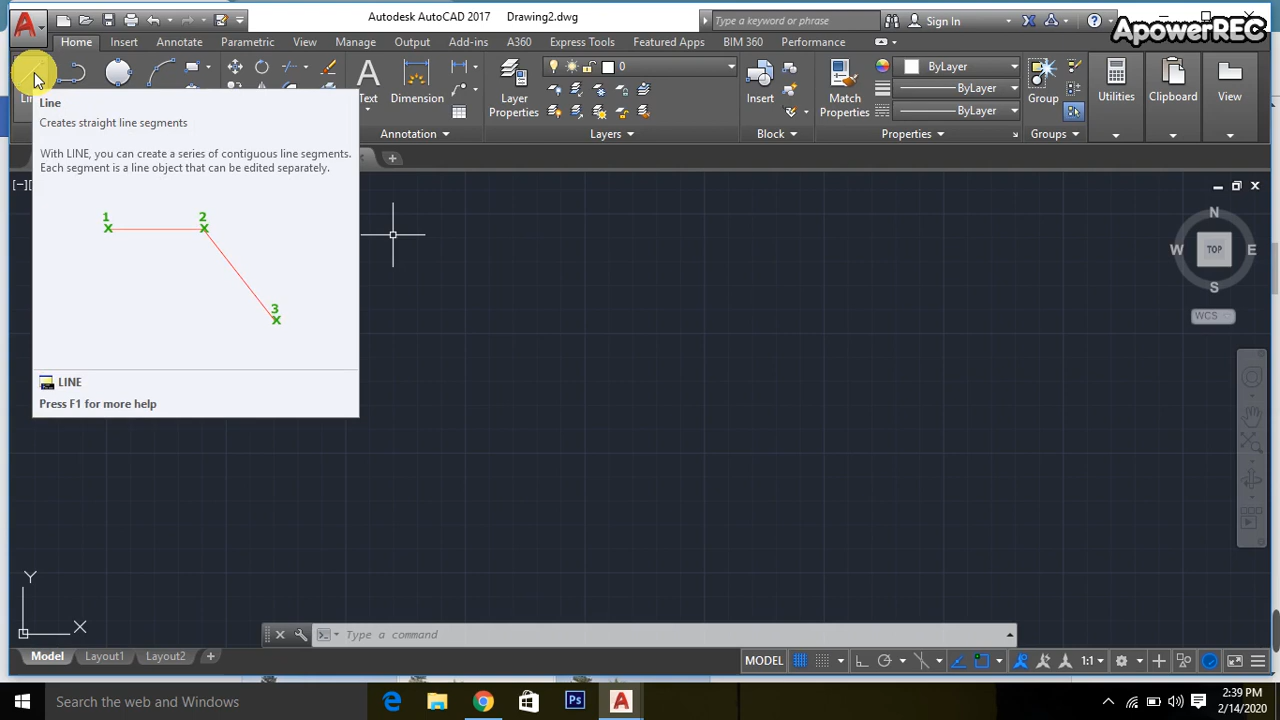 Autodesk AutoCAD 2017 Drawing2.dwg
Type a keyword or phrase
Sign In
ApowerREC
Home Insert Annotate Parametric View Manage Output Add-ins A360 Express Tools Featured Apps BIM 360 Performance
Text Dimension Layer Properties 0 Insert Match Properties ByLayer ByLayer ByLayer Group Utilities Clipboard View
Annotation Layers Block Properties Groups
Line
Creates straight line segments
With LINE, you can create a series of contiguous line segments.
Each segment is a line object that can be edited separately.
1 2
3
LINE
Press F1 for more help
N
W TOP E
S
WCS
Y
X
Type a command
Model Layout1 Layout2 +
MODEL 1:1
Search the web and Windows
Ps
2:39 PM
2/14/2020